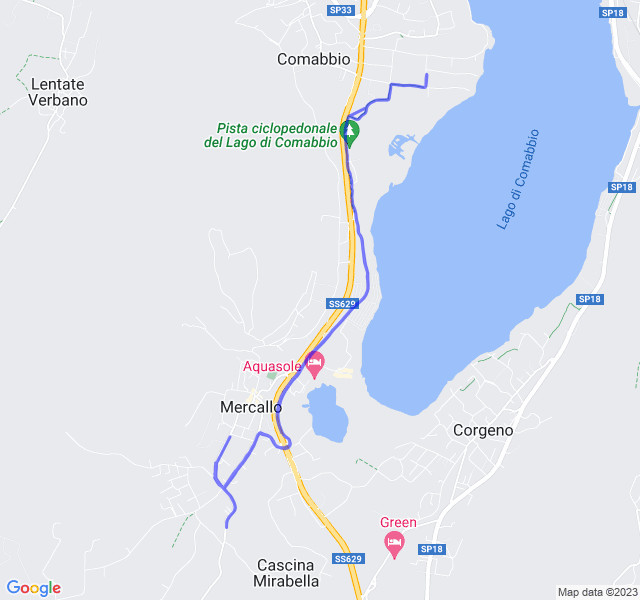 SP33
SP18
Comabbio
Lentate
Verbano
Pista ciclopedonale
del Lago di Comabbio
Lago di Comabbio
SP18
SS629
SP18
Aquasole
Mercallo
Corgeno
Green
SP18
SS629
Cascina
Mirabella
Google
Map data ©2023